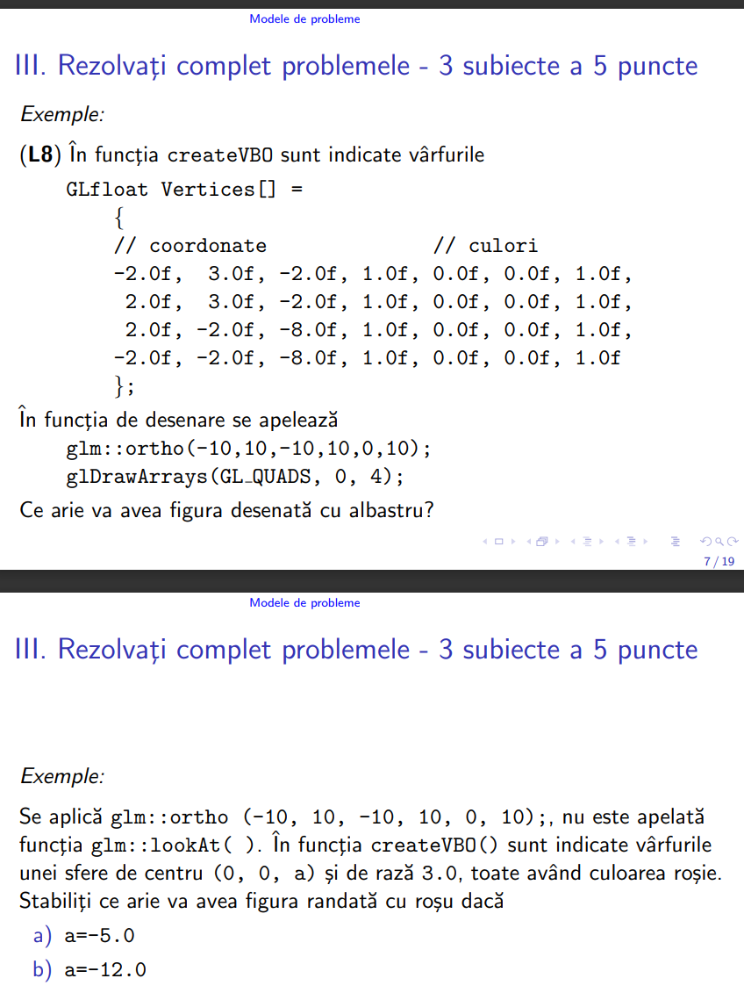 Modele de probleme
III. Rezolvați complet problemele - 3 subiecte a 5 puncte
Exemple:
(L8) În funcția createVBO sunt indicate vârfurile
GLfloat Vertices[] =
{
// coordonate // culori
-2.0f, 3.0f, -2.0f, 1.0f, 0.0f, 0.0f, 1.0f,
2.0f, 3.0f, -2.0f, 1.0f, 0.0f, 0.0f, 1.0f,
2.0f, -2.0f, -8.0f, 1.0f, 0.0f, 0.0f, 1.0f,
-2.0f, -2.0f, -8.0f, 1.0f, 0.0f, 0.0f, 1.0f
};
În funcția de desenare se apelează
glm::ortho(-10,10,-10,10,0,10);
glDrawArrays(GL_QUADS, 0, 4);
Ce arie va avea figura desenată cu albastru?
7 / 19
Modele de probleme
III. Rezolvați complet problemele - 3 subiecte a 5 puncte
Exemple:
Se aplică glm::ortho (-10, 10, -10, 10, 0, 10);, nu este apelată
funcția glm::lookAt( ). În funcția createVBO() sunt indicate vârfurile
unei sfere de centru (0, 0, a) și de rază 3.0, toate având culoarea roșie.
Stabiliți ce arie va avea figura randată cu roșu dacă
a) a=-5.0
b) a=-12.0